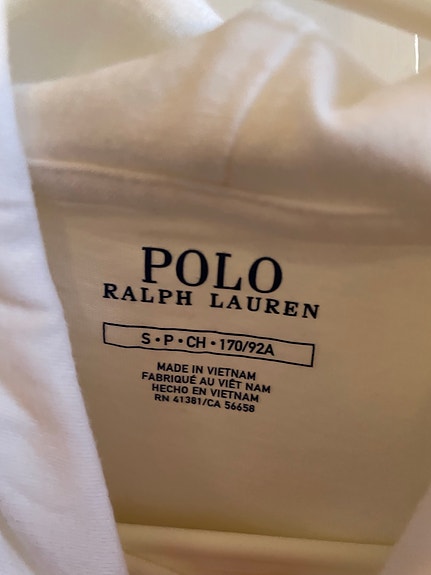 POLO
RALPH LAUREN
S • P • CH • 170/92A
MADE IN VIETNAM
FABRIQUÉ AU VIÊT NAM
HECHO EN VIETNAM
RN 41381/CA 56658